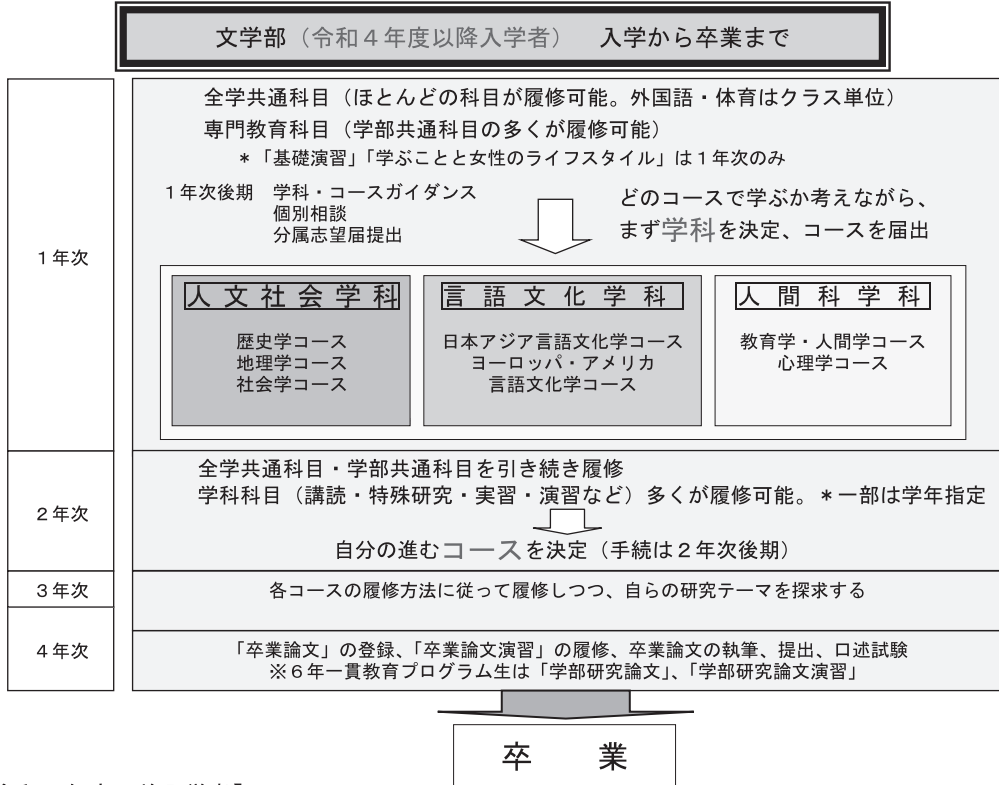 文学部（令和４年度以降入学者）　入学から卒業まで
１年次
全学共通科目（ほとんどの科目が履修可能。外国語・体育はクラス単位）
専門教育科目（学部共通科目の多くが履修可能）
＊「基礎演習」「学ぶことと女性のライフスタイル」は１年次のみ
１年次後期　学科・コースガイダンス
個別相談
分属志望届提出
どのコースで学ぶか考えながら、
まず学科を決定、コースを届出
人文社会学科
歴史学コース
地理学コース
社会学コース
言語文化学科
日本アジア言語文化学コース
ヨーロッパ・アメリカ
言語文化学コース
人間科学科
教育学・人間学コース
心理学コース
２年次
全学共通科目・学部共通科目を引き続き履修
学科科目（講読・特殊研究・実習・演習など）多くが履修可能。＊一部は学年指定
自分の進むコースを決定（手続は２年次後期）
３年次
各コースの履修方法に従って履修しつつ、自らの研究テーマを探求する
４年次
「卒業論文」の登録、「卒業論文演習」の履修、卒業論文の執筆、提出、口述試験
※６年一貫教育プログラム生は「学部研究論文」、「学部研究論文演習」
卒　業